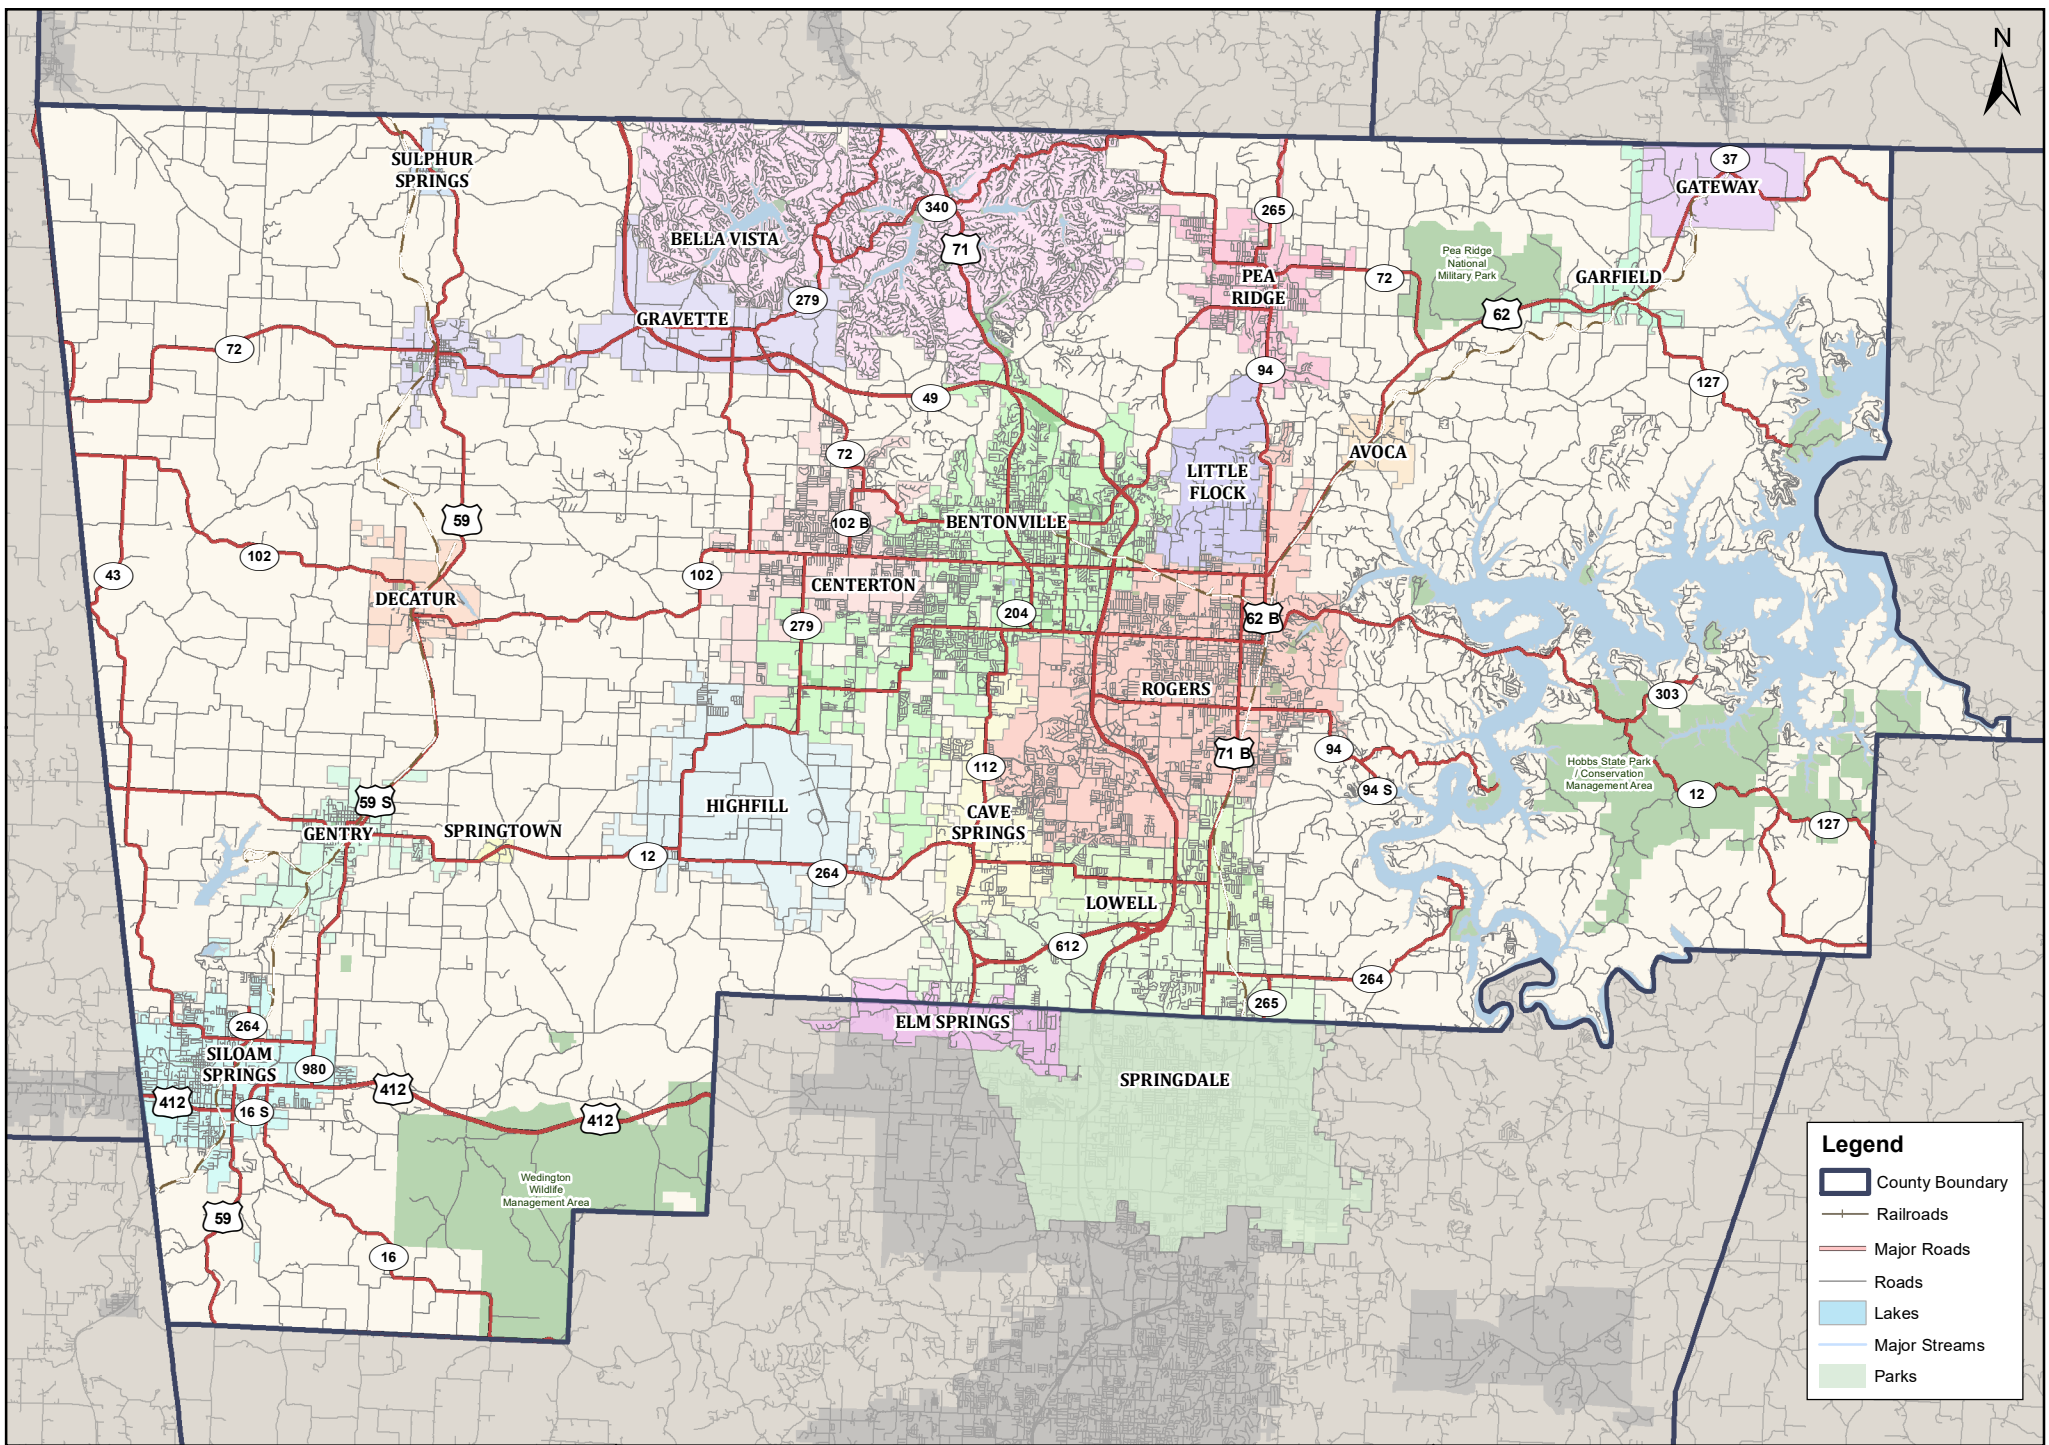 N
SULPHUR
SPRINGS
37
GATEWAY
340
265
BELLA VISTA
71
Pea Ridge
National
Military Park
PEA
RIDGE
72
GARFIELD
279
GRAVETTE
62
72
94
127
49
72
AVOCA
LITTLE
FLOCK
59
102 B
BENTONVILLE
102
43
102
CENTERTON
DECATUR
204
62 B
279
ROGERS
303
94
71 B
112
Hobbs State Park
/ Conservation
Management Area
94 S
12
59 S
HIGHFILL
CAVE
SPRINGS
127
GENTRY
SPRINGTOWN
12
264
LOWELL
612
264
265
264
ELM SPRINGS
SILOAM
SPRINGS
980
SPRINGDALE
412
412
16 S
412
Wedington
Wildlife
Management Area
59
16
Legend
County Boundary
Railroads
Major Roads
Roads
Lakes
Major Streams
Parks